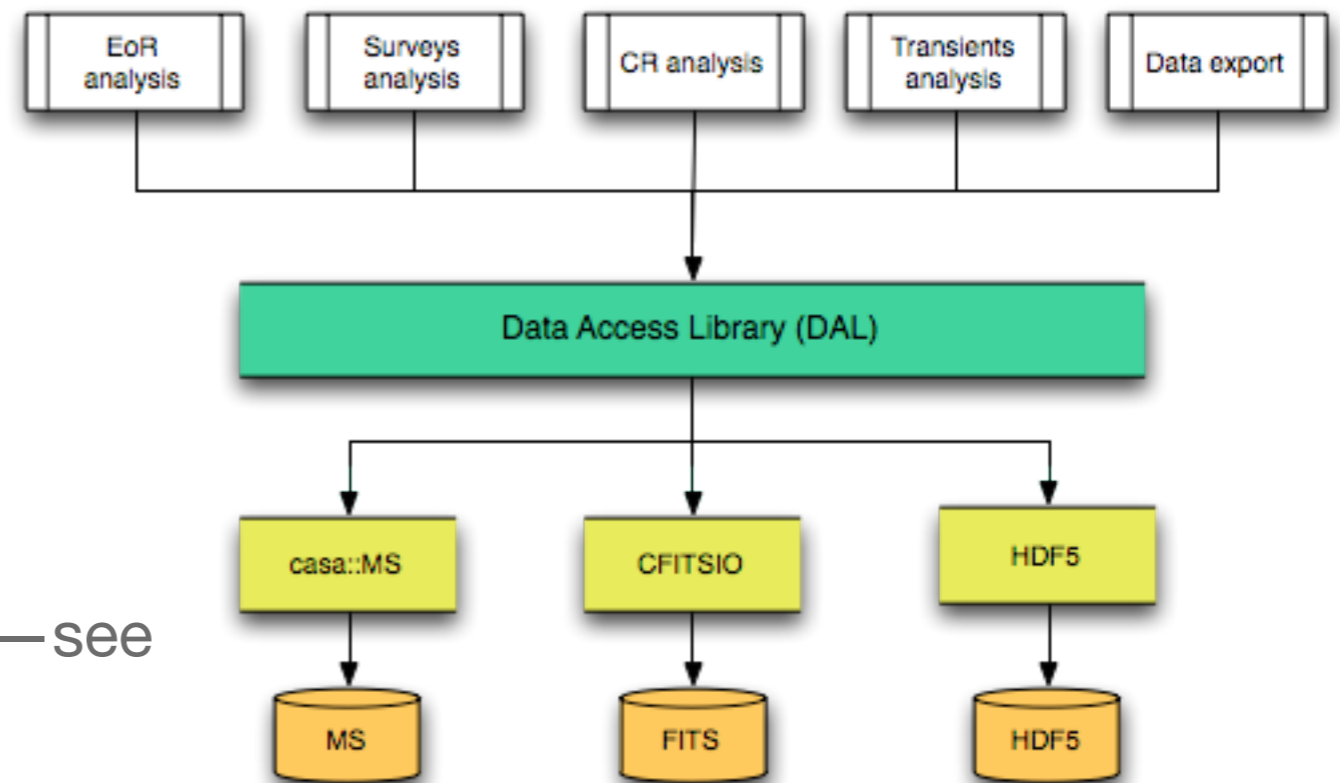 EoR
analysis
Surveys
analysis
CR analysis
Transients
analysis
Data export
Data Access Library (DAL)
casa::MS
CFITSIO
HDF5
—see
MS
FITS
HDF5